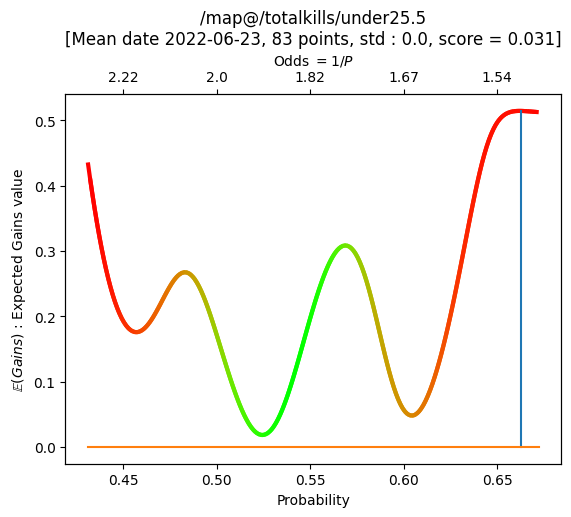 /map@/totalkills/under25.5
[Mean date 2022-06-23, 83 points, std : 0.0, score = 0.031]
Odds = 1/P
2.22 2.0 1.82 1.67 1.54
0.5
0.4
0.3
0.2
0.1
0.0
𝔼(Gains) : Expected Gains value
0.45 0.50 0.55 0.60 0.65
Probability